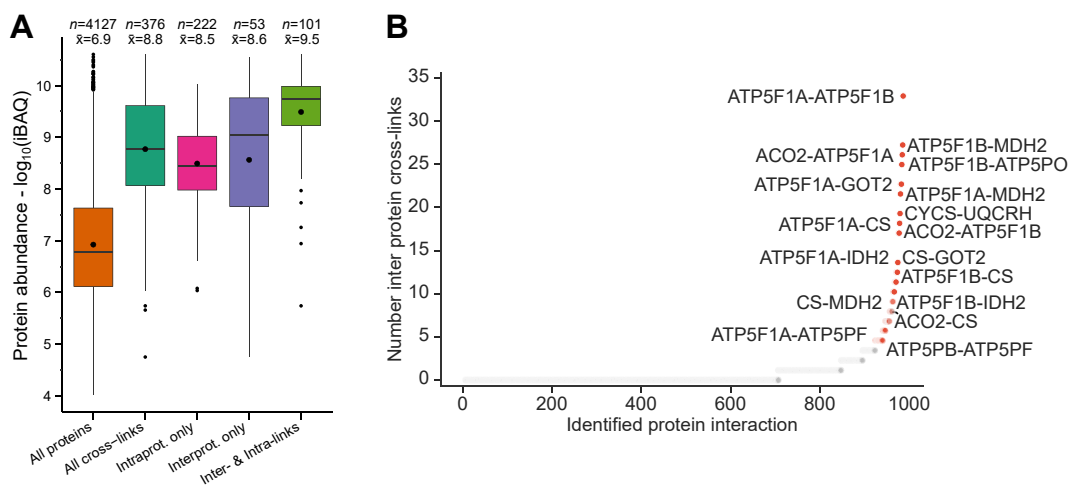 A
n=4127 n=376 n=222 n=53 n=101
x̄=6.9 x̄=8.8 x̄=8.5 x̄=8.6 x̄=9.5
Protein abundance - log₁₀(iBAQ)
10
9
8
7
6
5
4
All proteins
All cross−links
Intraprot. only
Interprot. only
Inter- & Intra-links
B
Number inter protein cross-links
35
30
25
20
15
10
5
0
ATP5F1A-ATP5F1B
ATP5F1B-MDH2
ACO2-ATP5F1A
ATP5F1B-ATP5PO
ATP5F1A-GOT2
ATP5F1A-MDH2
CYCS-UQCRH
ATP5F1A-CS
ACO2-ATP5F1B
ATP5F1A-IDH2
CS-GOT2
ATP5F1B-CS
CS-MDH2
ATP5F1B-IDH2
ACO2-CS
ATP5F1A-ATP5PF
ATP5PB-ATP5PF
0 200 400 600 800 1000
Identified protein interaction